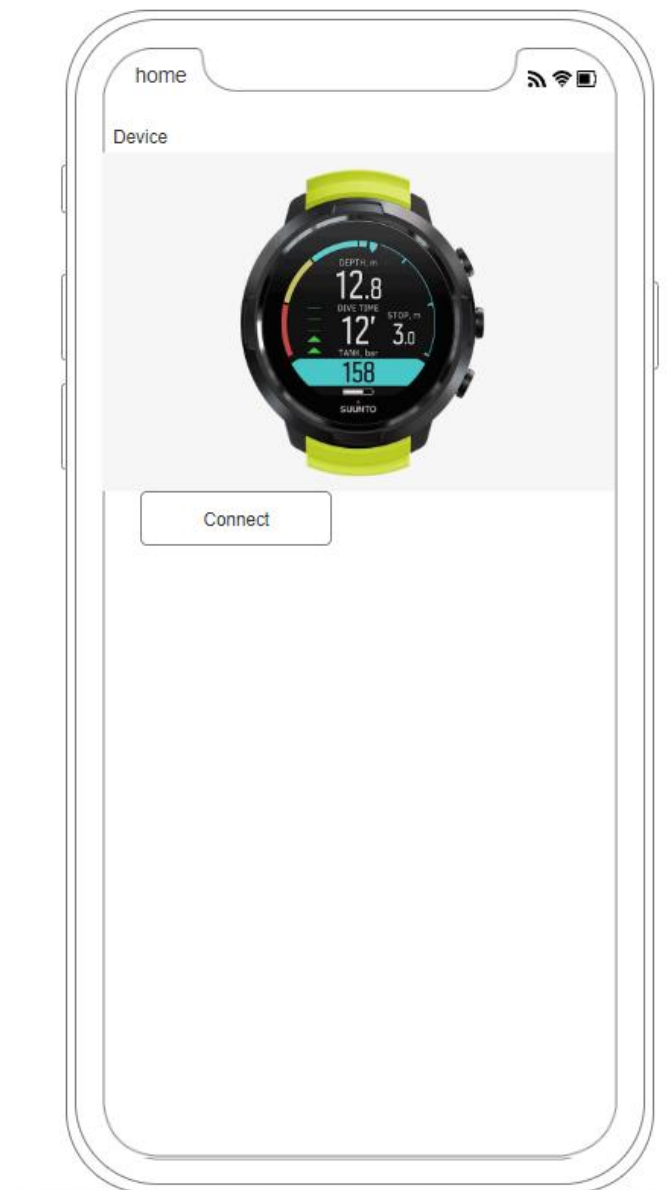 home
Device
DEPTH, m
12.8
DIVE TIME
STOP, m
12' 3.0
TANK, bar
158
SUUNTO
Connect